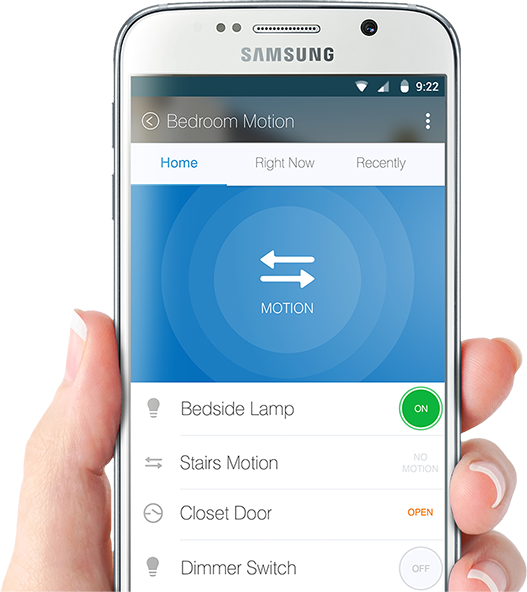 SAMSUNG
9:22
Bedroom Motion
Home Right Now Recently
MOTION
Bedside Lamp ON
Stairs Motion NO MOTION
Closet Door OPEN
Dimmer Switch OFF